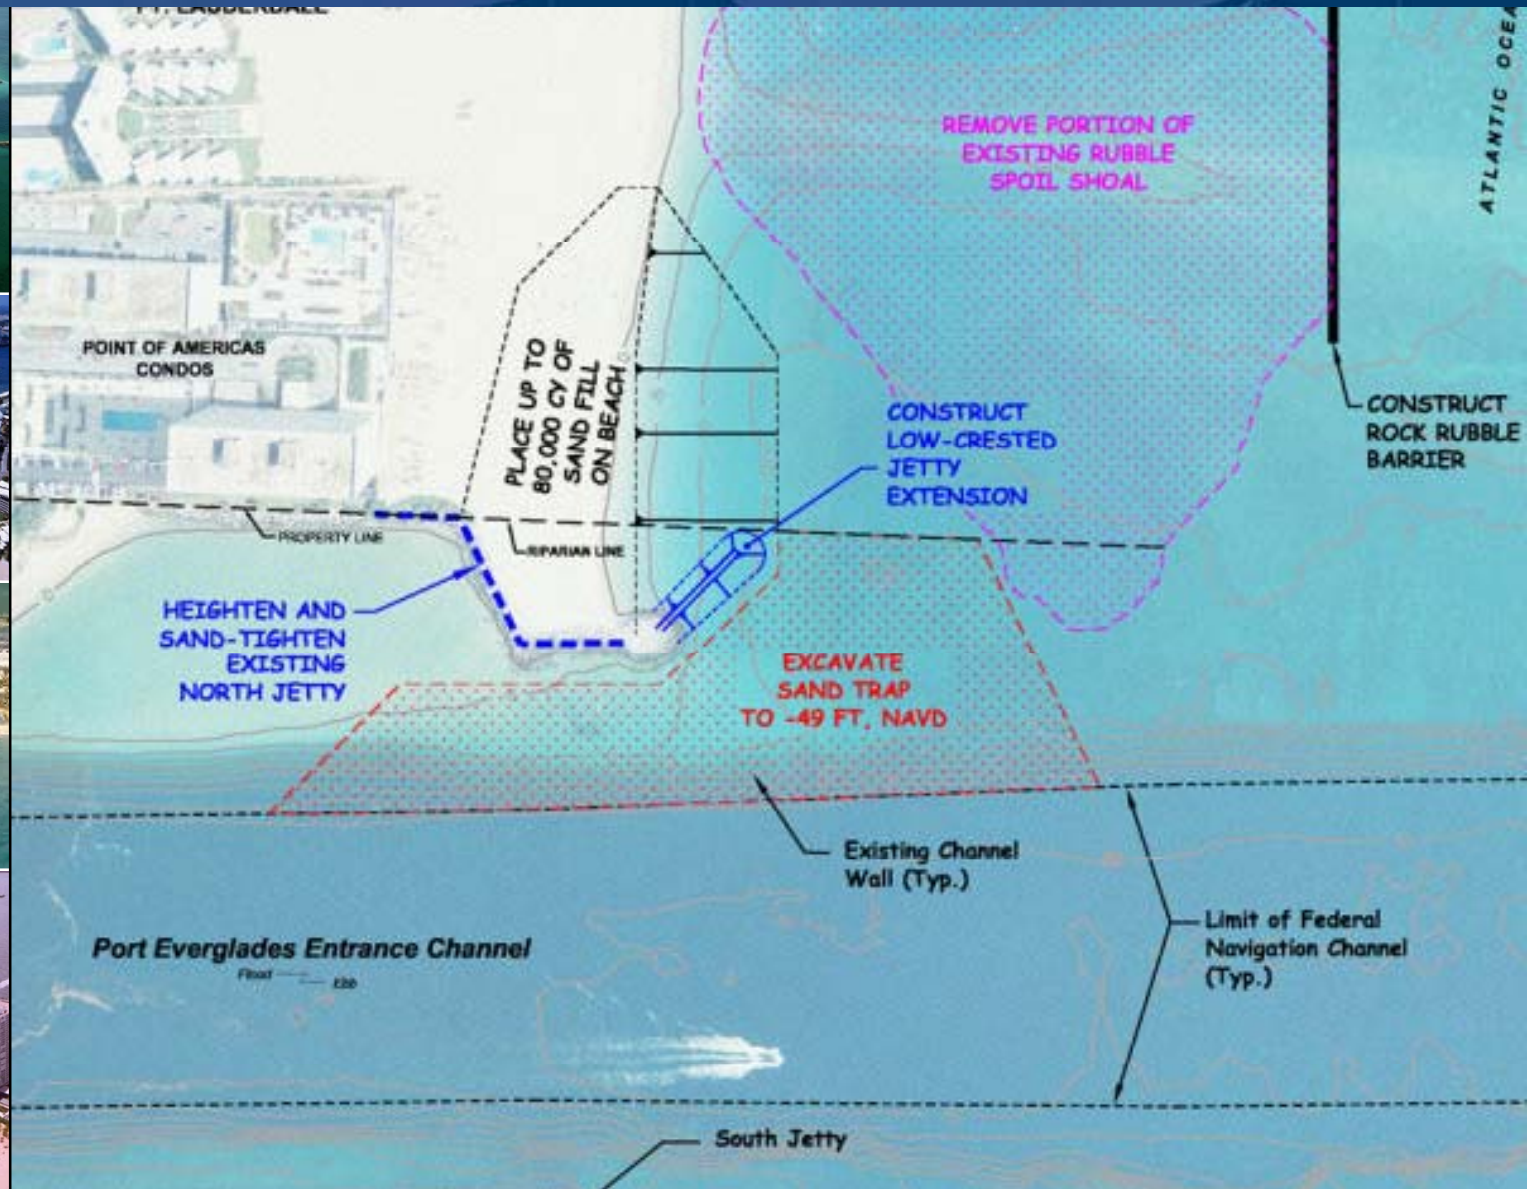 FT. LAUDERDALE
ATLANTIC OCEA
REMOVE PORTION OF
EXISTING RUBBLE
SPOIL SHOAL
POINT OF AMERICAS
CONDOS
PLACE UP TO
80,000 CY OF
SAND FILL
ON BEACH
CONSTRUCT
LOW-CRESTED
JETTY
EXTENSION
CONSTRUCT
ROCK RUBBLE
BARRIER
PROPERTY LINE
RIPARIAN LINE
HEIGHTEN AND
SAND-TIGHTEN
EXISTING
NORTH JETTY
EXCAVATE
SAND TRAP
TO -49 FT, NAVD
Existing Channel
Wall (Typ.)
Limit of Federal
Navigation Channel
(Typ.)
Port Everglades Entrance Channel
Flood
Ebb
South Jetty